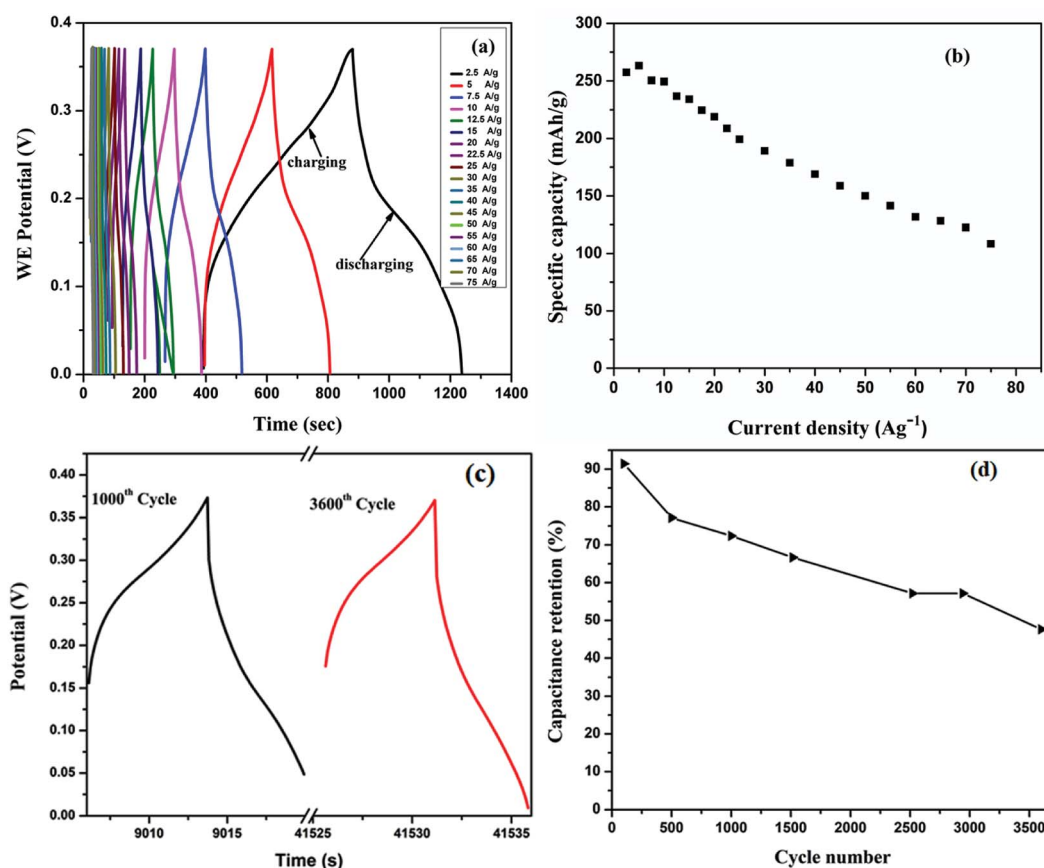 (a)
0.4
0.3
0.2
0.1
0.0
WE Potential (V)
0 200 400 600 800 1000 1200 1400
Time (sec)
charging
discharging
2.5 A/g
5 A/g
7.5 A/g
10 A/g
12.5 A/g
15 A/g
20 A/g
22.5 A/g
25 A/g
30 A/g
35 A/g
40 A/g
45 A/g
50 A/g
55 A/g
60 A/g
65 A/g
70 A/g
75 A/g
(b)
300
250
200
150
100
50
0
Specific capacity (mAh/g)
0 10 20 30 40 50 60 70 80
Current density (Ag⁻¹)
(c)
0.40
0.35
0.30
0.25
0.20
0.15
0.10
0.05
0.00
Potential (V)
1000th Cycle
3600th Cycle
9010 9015 41525 41530 41535
Time (s)
(d)
90
80
70
60
50
40
30
20
10
0
Capacitance retention (%)
0 500 1000 1500 2000 2500 3000 3500
Cycle number